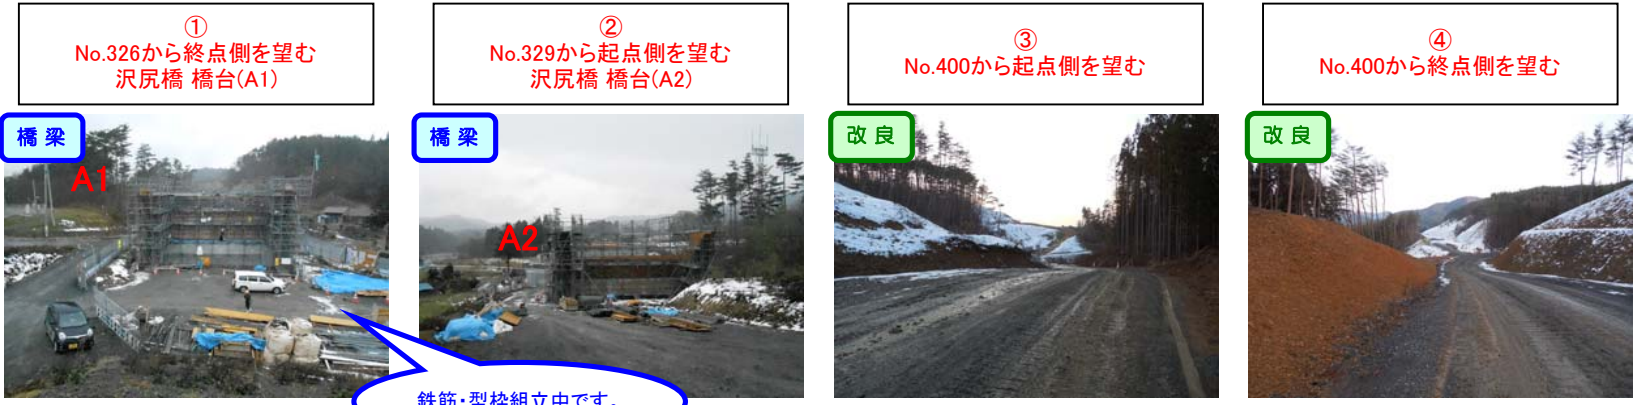 ①
No.326から終点側を望む
沢尻橋 橋台(A1)
②
No.329から起点側を望む
沢尻橋 橋台(A2)
③
No.400から起点側を望む
④
No.400から終点側を望む
橋 梁
A1
橋 梁
A2
改 良
改 良
鉄筋・型枠組立中です。